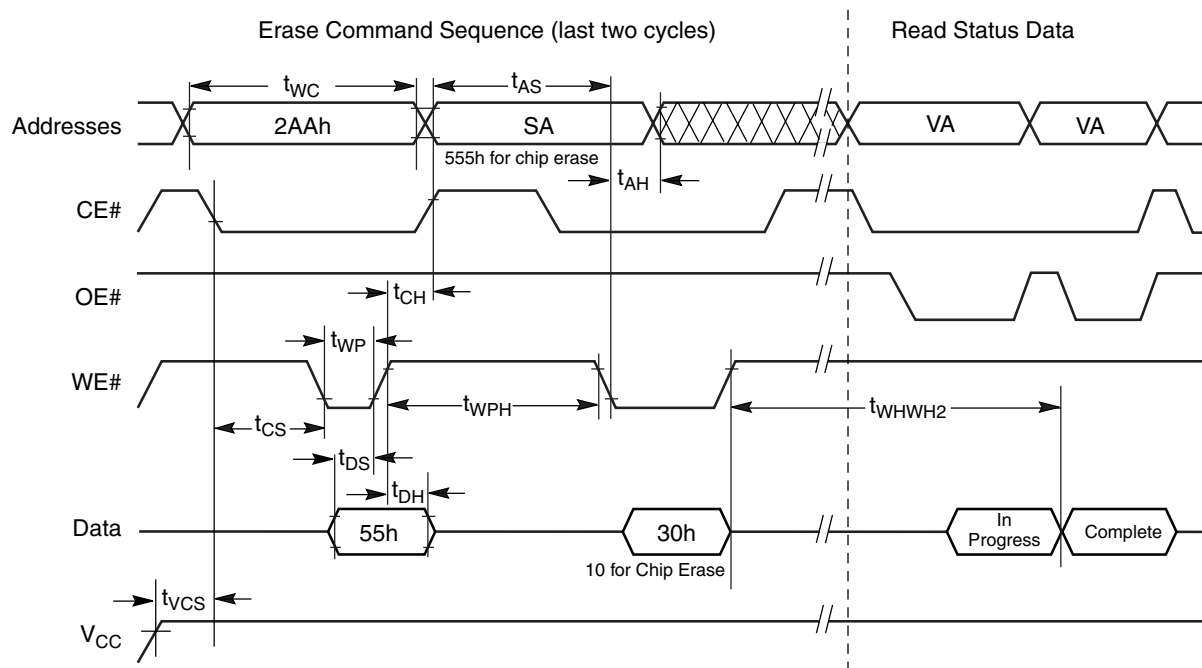 Erase Command Sequence (last two cycles)
Read Status Data
tWC
tAS
Addresses
2AAh
SA
VA
VA
555h for chip erase
tAH
CE#
OE#
tCH
tWP
WE#
tWPH
tWHWH2
tCS
tDS
tDH
Data
55h
30h
In
Progress
Complete
10 for Chip Erase
tVCS
VCC